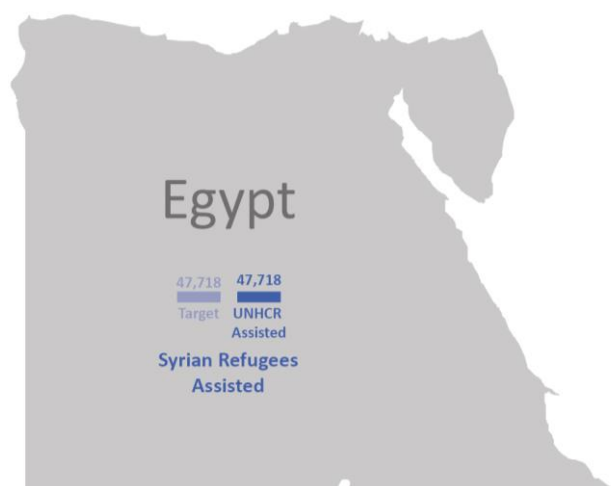 Egypt
47,718 47,718
Target UNHCR
Assisted
Syrian Refugees
Assisted